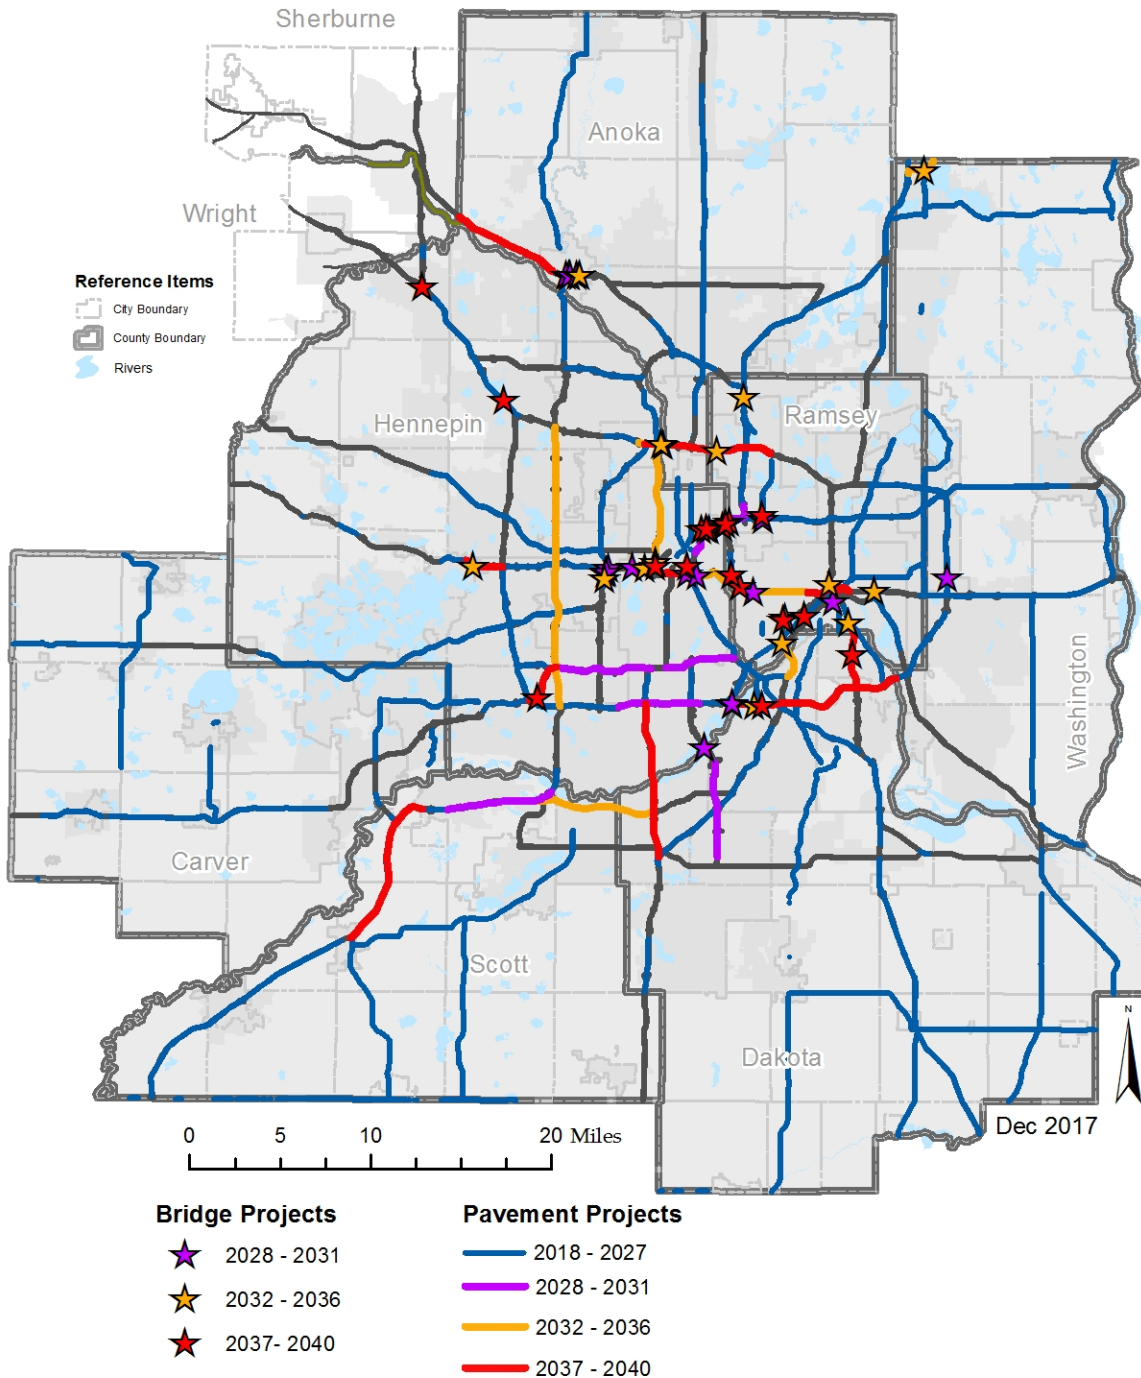 Sherburne
Anoka
Wright
Reference Items
City Boundary
County Boundary
Rivers
Hennepin
Ramsey
Washington
Carver
Scott
Dakota
N
Dec 2017
0 5 10 20 Miles
Bridge Projects
2028 - 2031
2032 - 2036
2037- 2040
Pavement Projects
2018 - 2027
2028 - 2031
2032 - 2036
2037 - 2040